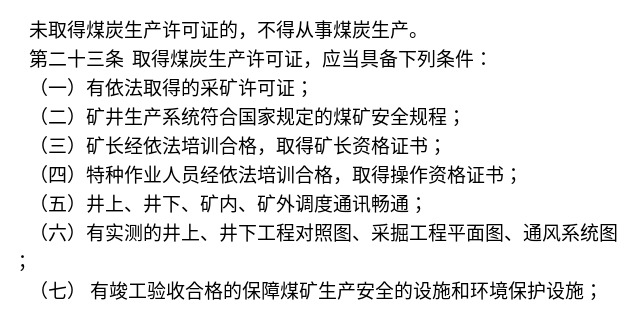 未取得煤炭生产许可证的，不得从事煤炭生产。
第二十三条 取得煤炭生产许可证，应当具备下列条件：
（一）有依法取得的采矿许可证；
（二）矿井生产系统符合国家规定的煤矿安全规程；
（三）矿长经依法培训合格，取得矿长资格证书；
（四）特种作业人员经依法培训合格，取得操作资格证书；
（五）井上、井下、矿内、矿外调度通讯畅通；
（六）有实测的井上、井下工程对照图、采掘工程平面图、通风系统图
；
（七） 有竣工验收合格的保障煤矿生产安全的设施和环境保护设施；